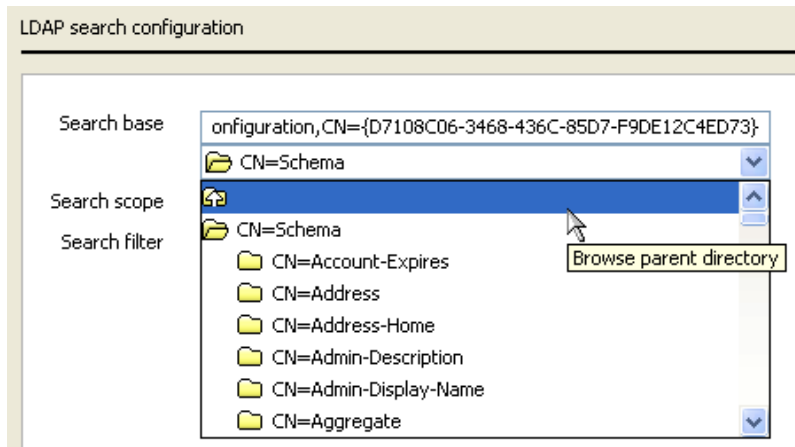 LDAP search configuration
Search base
onfiguration,CN={D7108C06-3468-436C-85D7-F9DE12C4ED73}
CN=Schema
Search scope
CN=Schema
Search filter
Browse parent directory
CN=Account-Expires
CN=Address
CN=Address-Home
CN=Admin-Description
CN=Admin-Display-Name
CN=Aggregate